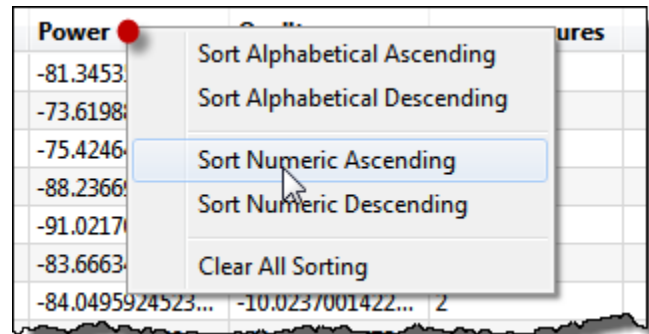 Power ures
-81.3453
-73.6198
-75.4246
-88.2366
-91.0217
-83.6663
-84.0495924523... -10.0237001422... 2
Sort Alphabetical Ascending
Sort Alphabetical Descending
Sort Numeric Ascending
Sort Numeric Descending
Clear All Sorting